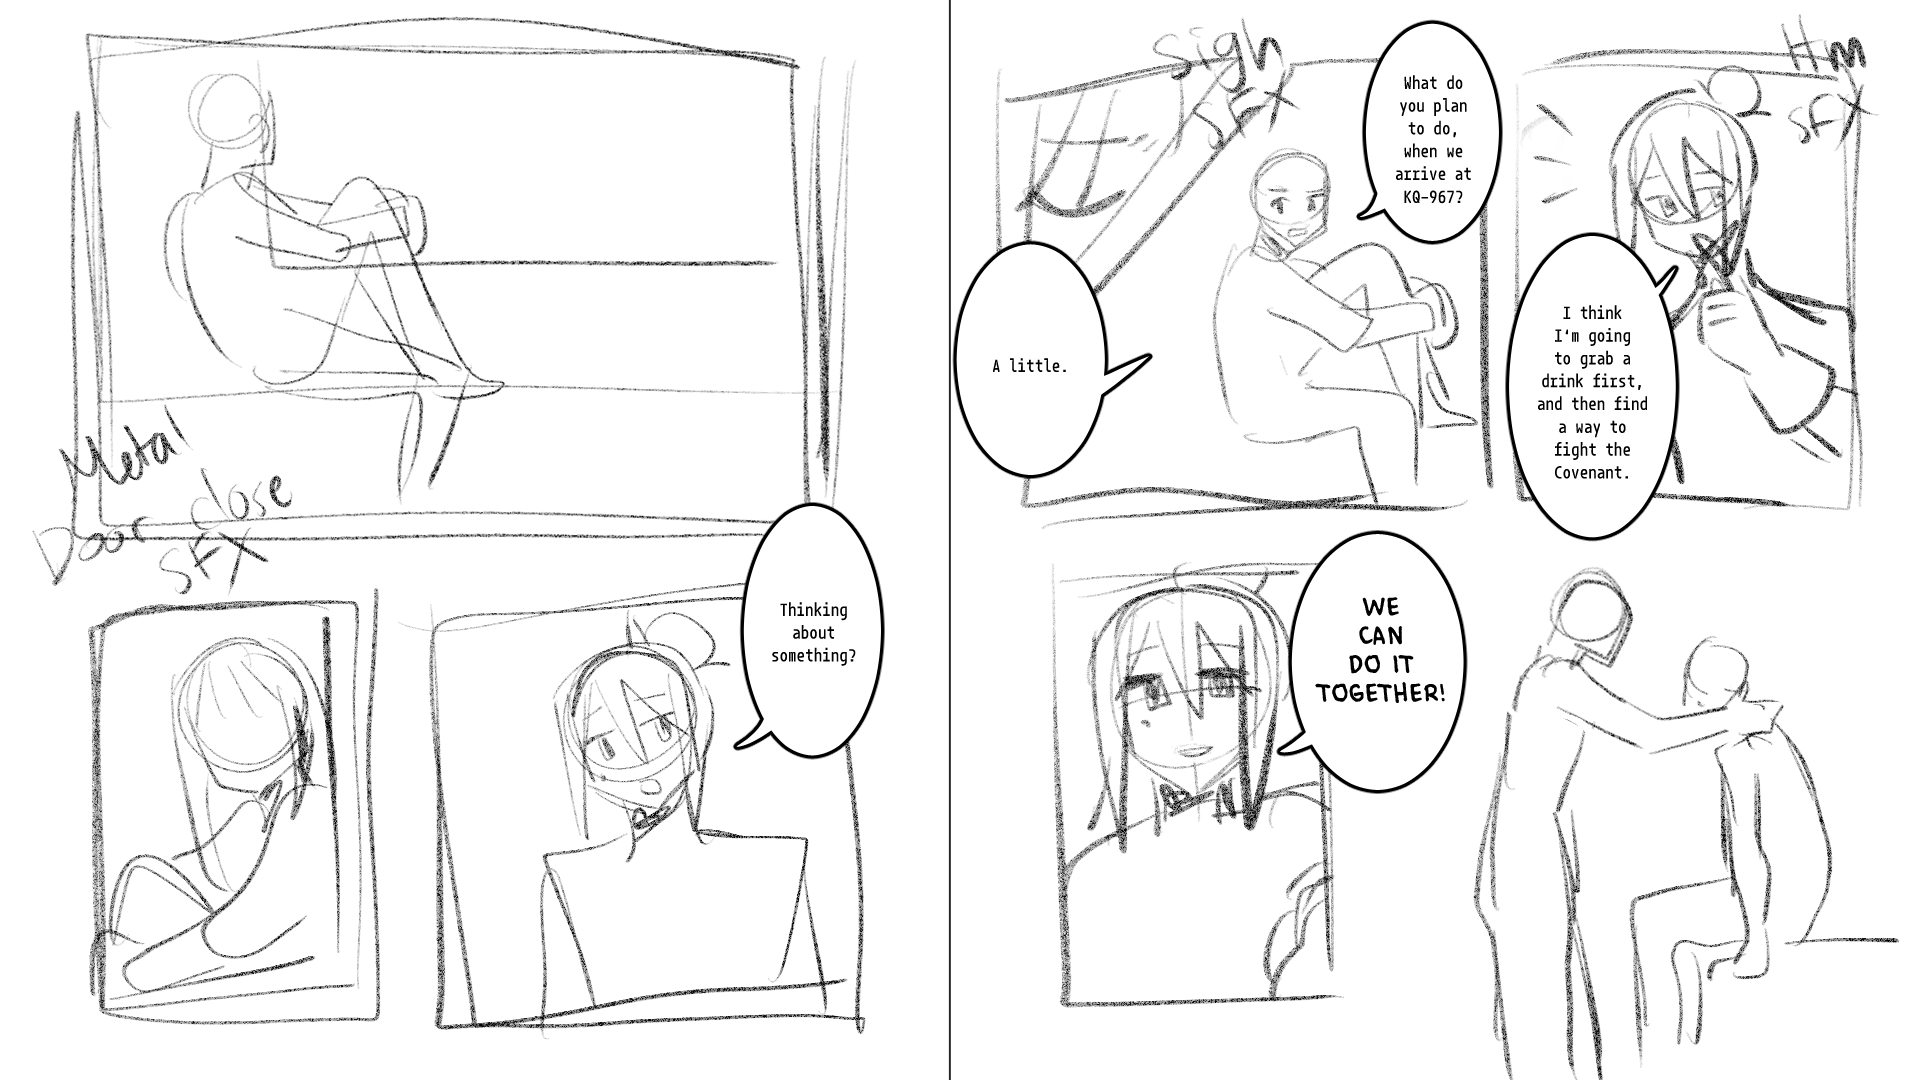 Metal
Door close
SFX
Thinking
about
something?
sigh
SFX
What do
you plan
to do,
when we
arrive at
KQ-967?
A little.
Hm
SFX
I think
I'm going
to grab a
drink first,
and then find
a way to
fight the
Covenant.
WE
CAN
DO IT
TOGETHER!